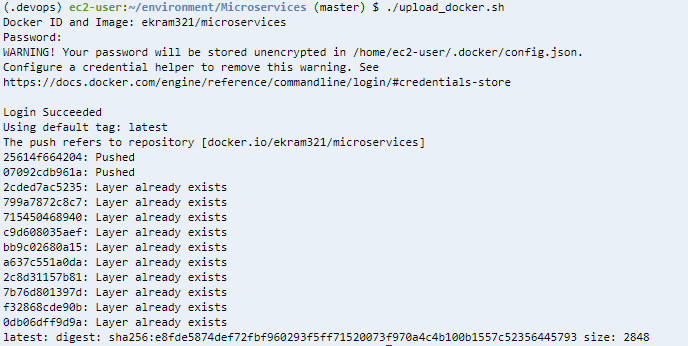 (.devops) ec2-user:~/environment/Microservices (master) $ ./upload_docker.sh
Docker ID and Image: ekram321/microservices
Password:
WARNING! Your password will be stored unencrypted in /home/ec2-user/.docker/config.json.
Configure a credential helper to remove this warning. See
https://docs.docker.com/engine/reference/commandline/login/#credentials-store
Login Succeeded
Using default tag: latest
The push refers to repository [docker.io/ekram321/microservices]
25614f664204: Pushed
07092cdb961a: Pushed
2cded7ac5235: Layer already exists
799a7872c8c7: Layer already exists
715450468940: Layer already exists
c9d608035aef: Layer already exists
bb9c02680a15: Layer already exists
a637c551a0da: Layer already exists
2c8d31157b81: Layer already exists
7b76d801397d: Layer already exists
f32868cde90b: Layer already exists
0db06dff9d9a: Layer already exists
latest: digest: sha256:e8fde5874def72fbf960293f5ff71520073f970a4c4b100b1557c52356445793 size: 2848